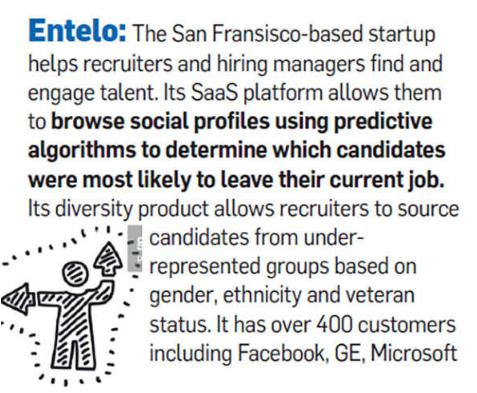 Entelo: The San Fransisco-based startup
helps recruiters and hiring managers find and
engage talent. Its SaaS platform allows them
to browse social profiles using predictive
algorithms to determine which candidates
were most likely to leave their current job.
Its diversity product allows recruiters to source
candidates from under-
represented groups based on
gender, ethnicity and veteran
status. It has over 400 customers
including Facebook, GE, Microsoft